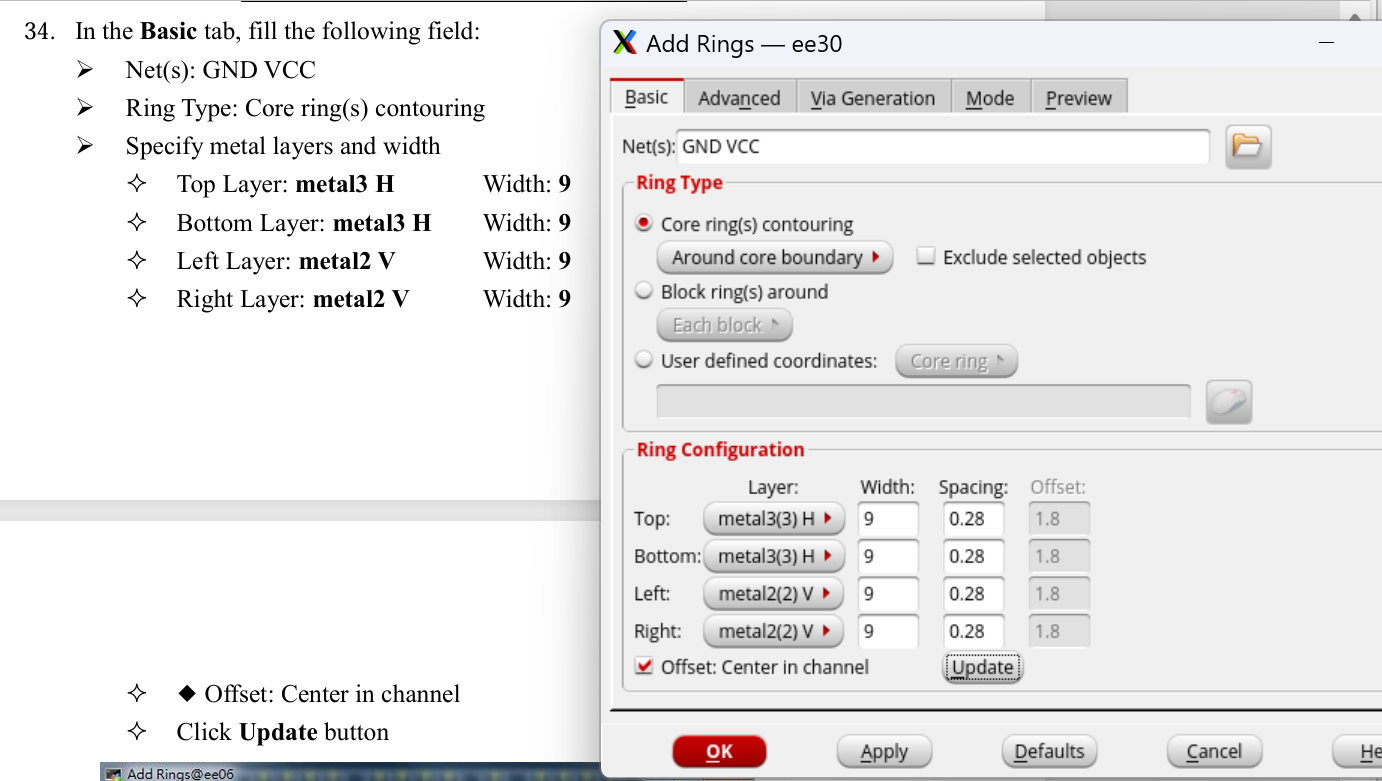 34. In the Basic tab, fill the following field:
➢ Net(s): GND VCC
➢ Ring Type: Core ring(s) contouring
➢ Specify metal layers and width
✧ Top Layer: metal3 H Width: 9
✧ Bottom Layer: metal3 H Width: 9
✧ Left Layer: metal2 V Width: 9
✧ Right Layer: metal2 V Width: 9
✧ ◆ Offset: Center in channel
✧ Click Update button
Add Rings@ee06
Add Rings — ee30
Basic Advanced Via Generation Mode Preview
Net(s): GND VCC
Ring Type
Core ring(s) contouring
Around core boundary Exclude selected objects
Block ring(s) around
Each block
User defined coordinates: Core ring
Ring Configuration
Layer: Width: Spacing: Offset:
Top: metal3(3) H 9 0.28 1.8
Bottom: metal3(3) H 9 0.28 1.8
Left: metal2(2) V 9 0.28 1.8
Right: metal2(2) V 9 0.28 1.8
Offset: Center in channel Update
OK Apply Defaults Cancel He